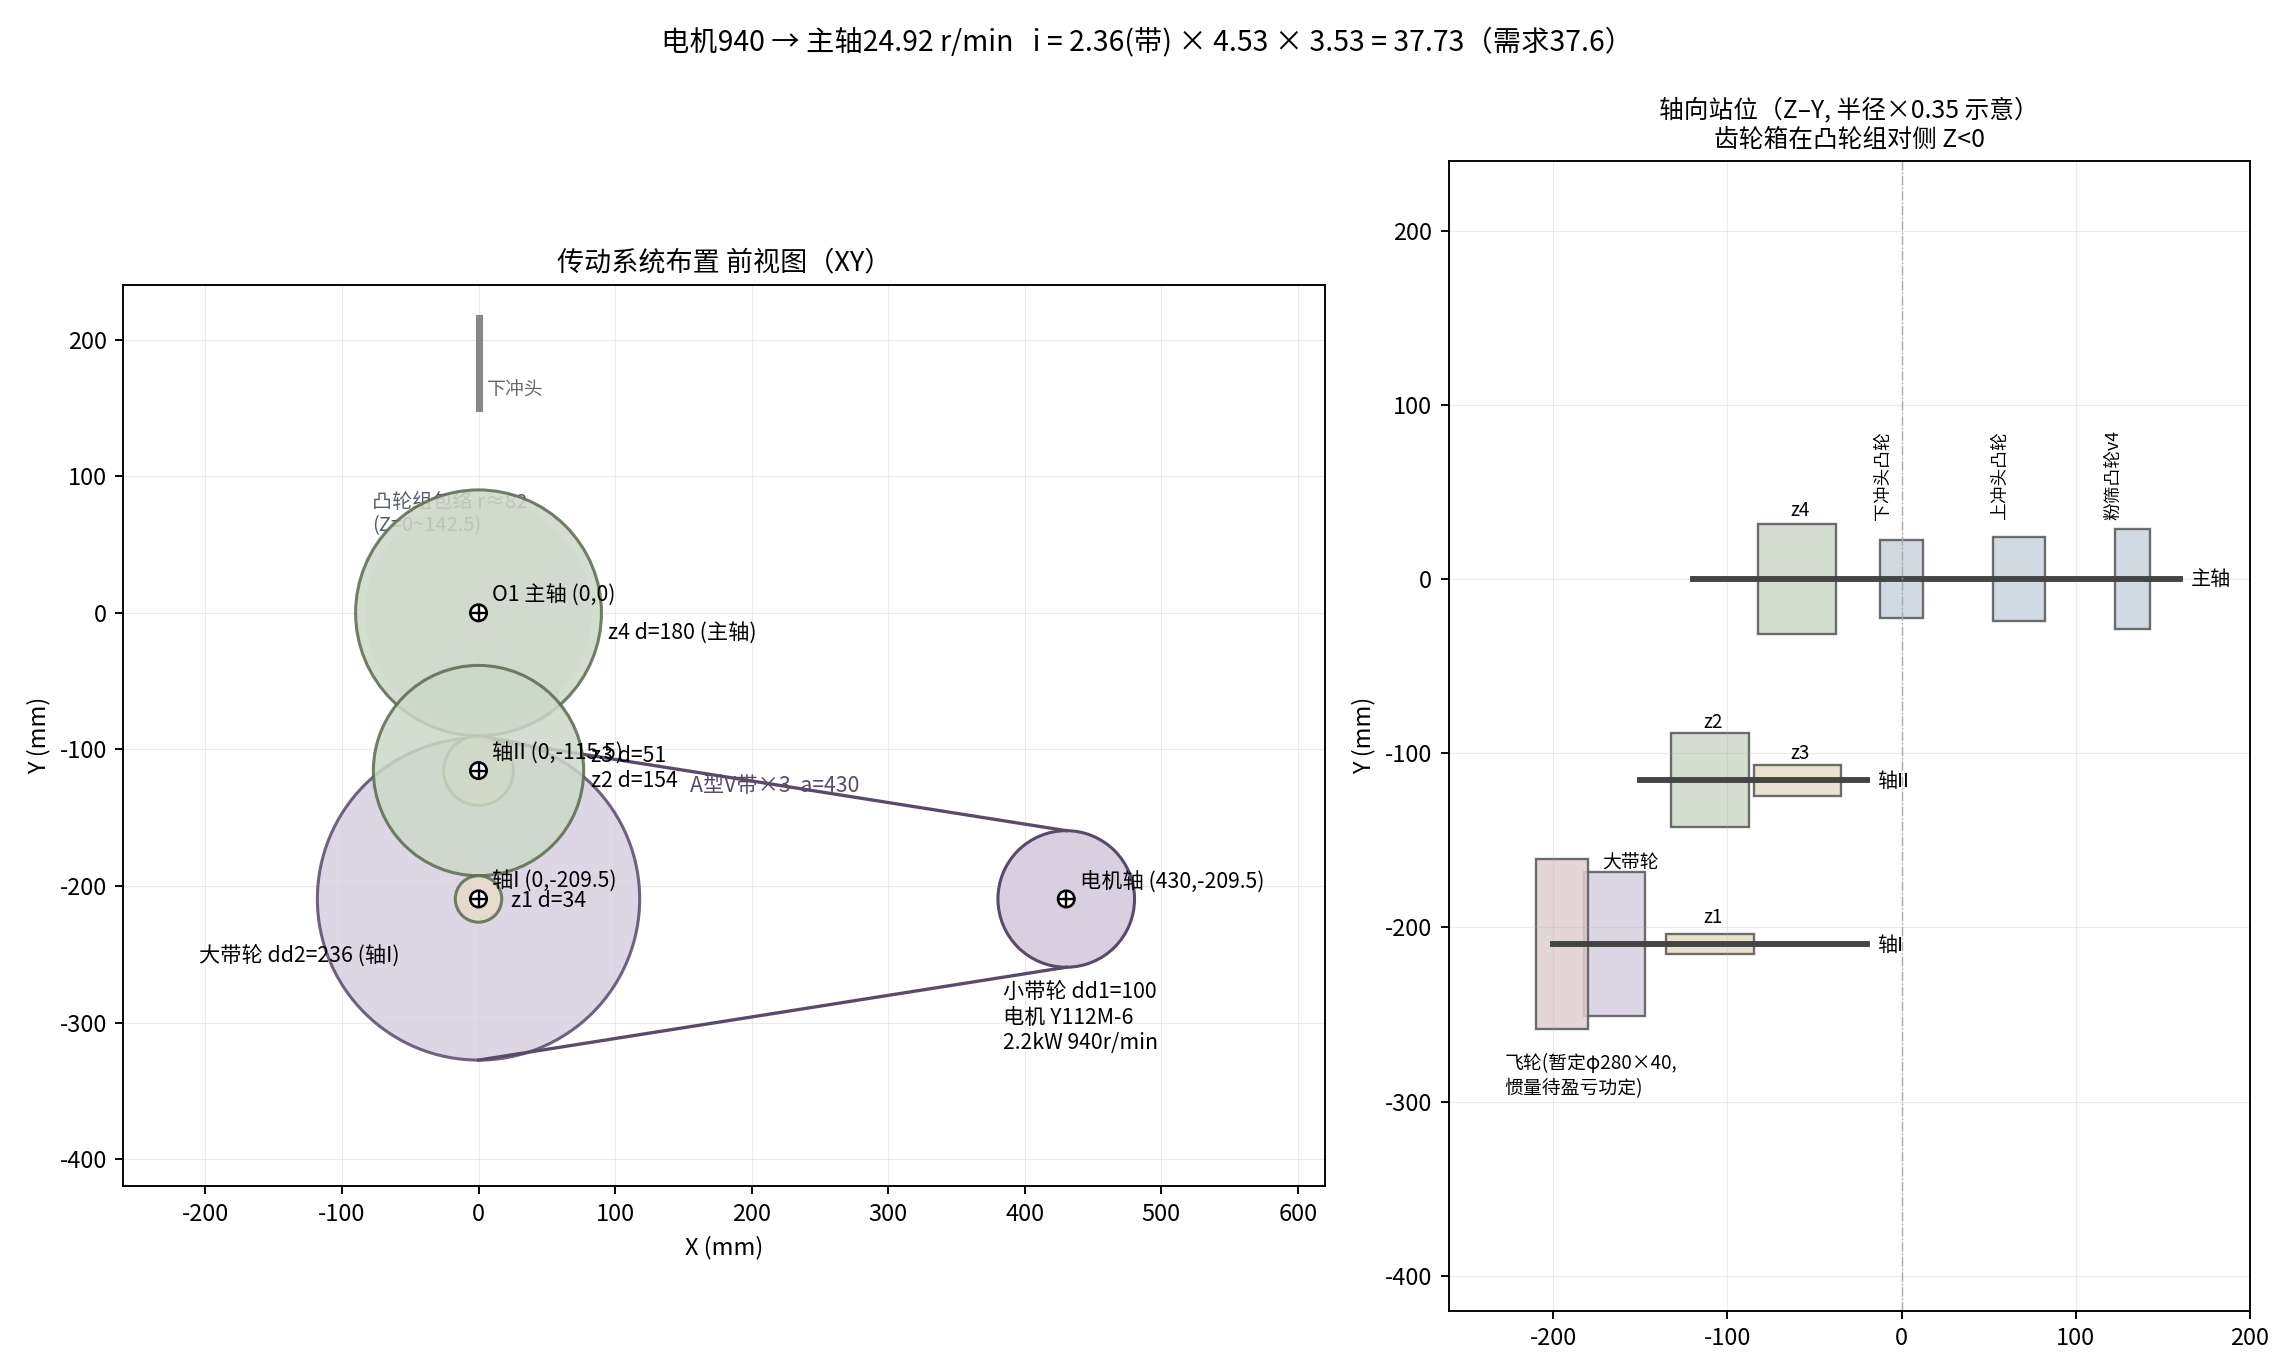 电机940 → 主轴24.92 r/min   i = 2.36(带) × 4.53 × 3.53 = 37.73（需求37.6）
传动系统布置 前视图（XY）
下冲头
凸轮组包络 r≈82
(Z=0~142.5)
O1 主轴 (0,0)
z4 d=180 (主轴)
轴II (0,-115.5)
z3 d=51
z2 d=154
A型V带×3 a=430
轴I (0,-209.5)
z1 d=34
电机轴 (430,-209.5)
大带轮 dd2=236 (轴I)
小带轮 dd1=100
电机 Y112M-6
2.2kW 940r/min
200
100
0
-100
-200
-300
-400
Y (mm)
-200
-100
0
100
200
300
400
500
600
X (mm)
轴向站位（Z–Y, 半径×0.35 示意）
齿轮箱在凸轮组对侧 Z<0
下冲头凸轮
上冲头凸轮
粉筛凸轮v4
z4
主轴
z2
z3
轴II
大带轮
z1
轴I
飞轮(暂定φ280×40,
惯量待盈亏功定)
200
100
0
-100
-200
-300
-400
Y (mm)
-200
-100
0
100
200